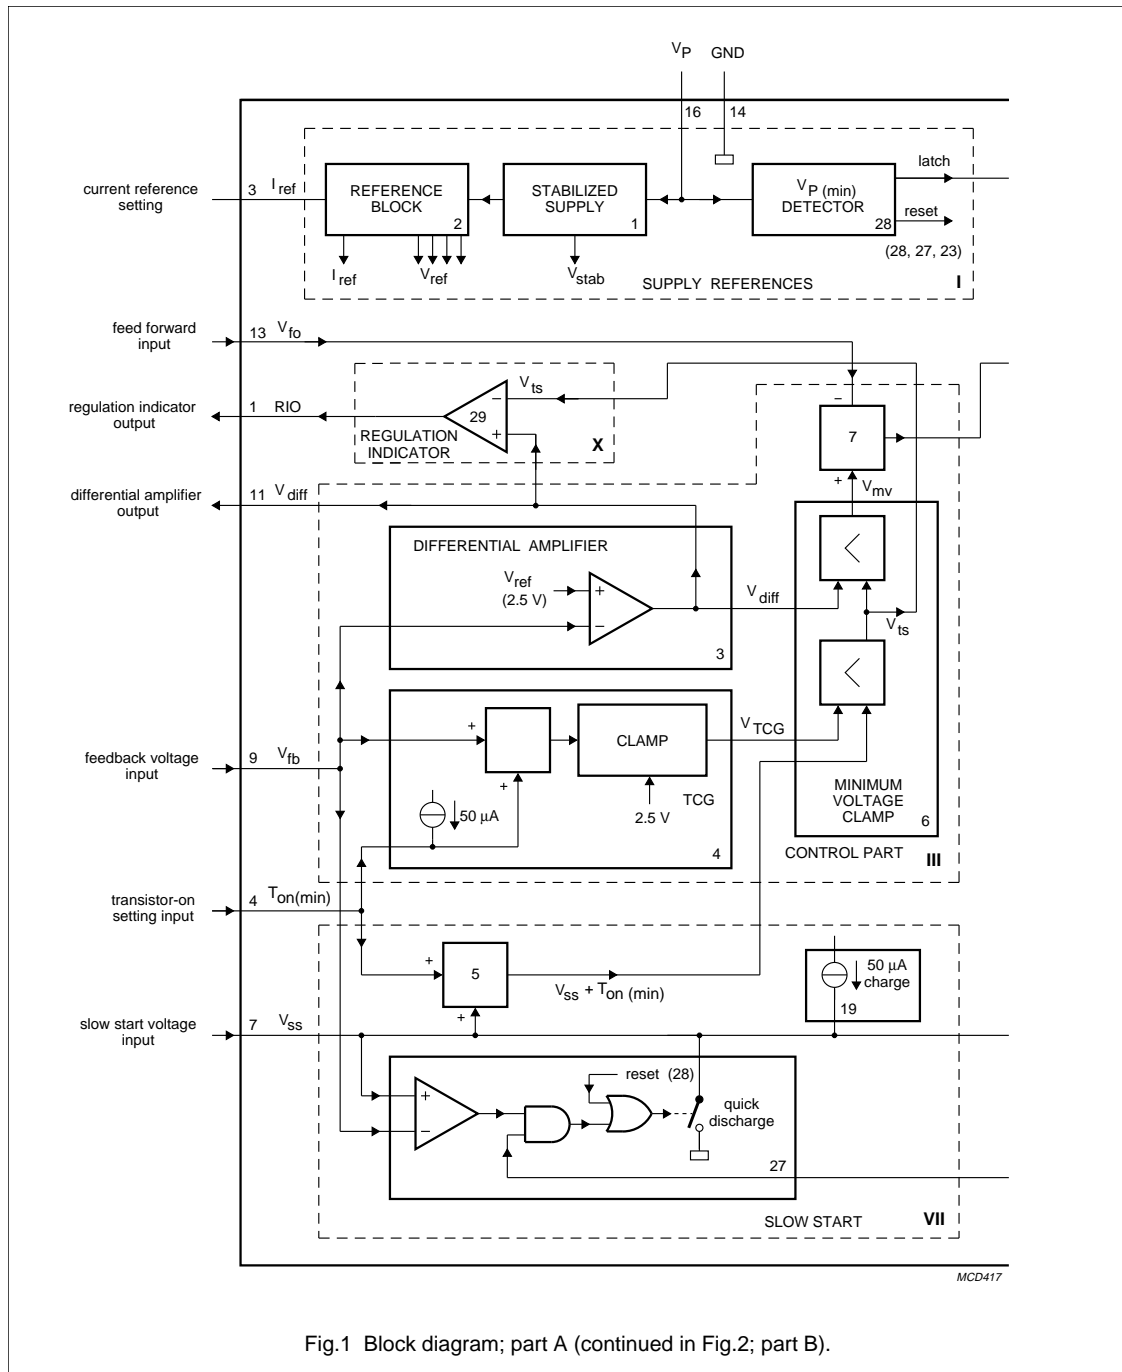 VP
GND
16
14
current reference
setting
3
Iref
REFERENCE
BLOCK
2
STABILIZED
SUPPLY
1
VP (min)
DETECTOR
28
latch
reset
(28, 27, 23)
Iref
Vref
Vstab
SUPPLY REFERENCES
I
feed forward
input
13
Vfo
regulation indicator
output
1
RIO
29
−
+
Vts
REGULATION
INDICATOR
X
−
7
+
Vmv
differential amplifier
output
11
Vdiff
DIFFERENTIAL AMPLIFIER
Vref
(2.5 V)
+
−
3
Vdiff
<
Vts
<
feedback voltage
input
9
Vfb
+
+
CLAMP
2.5 V
TCG
VTCG
50 µA
4
MINIMUM
VOLTAGE
CLAMP
6
CONTROL PART
III
transistor-on
setting input
4
Ton(min)
+
5
+
Vss + Ton (min)
50 µA
charge
19
slow start voltage
input
7
Vss
+
−
reset (28)
quick
discharge
27
SLOW START
VII
MCD417
Fig.1 Block diagram; part A (continued in Fig.2; part B).